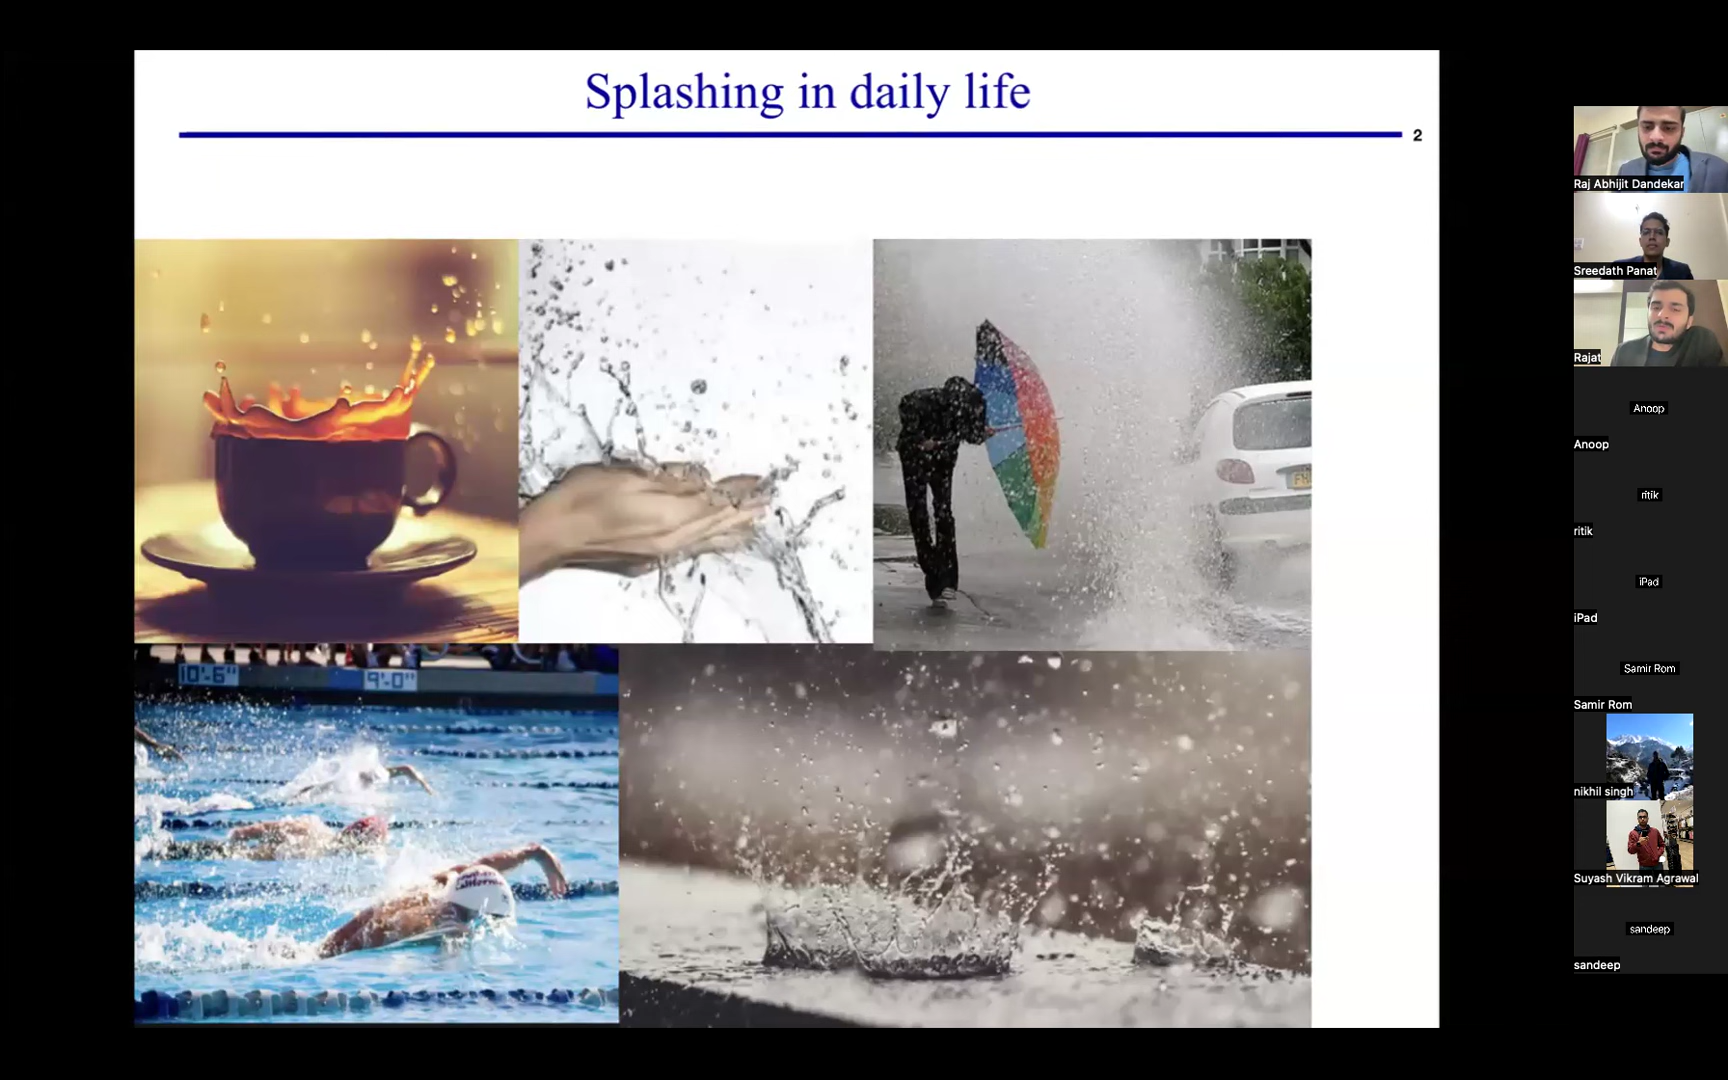 Splashing in daily life
2
10'-6"
9'-0"
Raj Abhijit Dandekar
Sreedath Panat
Rajat
Anoop
Anoop
ritik
ritik
iPad
iPad
Samir Rom
Samir Rom
nikhil singh
Suyash Vikram Agrawal
sandeep
sandeep